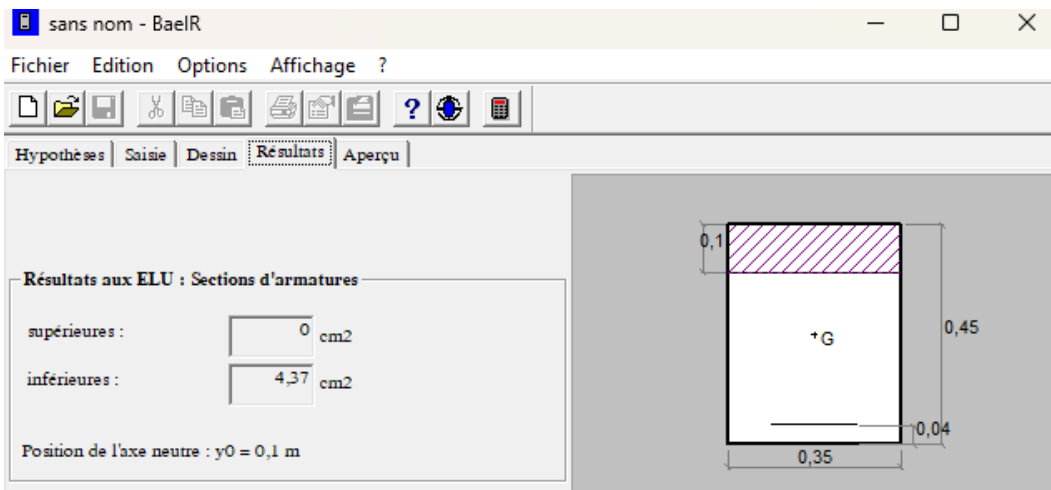 sans nom - BaelR
Fichier Edition Options Affichage ?
Hypothèses Saisie Dessin Résultats Aperçu
Résultats aux ELU : Sections d'armatures
supérieures : 0 cm2
inférieures : 4,37 cm2
Position de l'axe neutre : y0 = 0,1 m
0,1
G
0,45
0,04
0,35